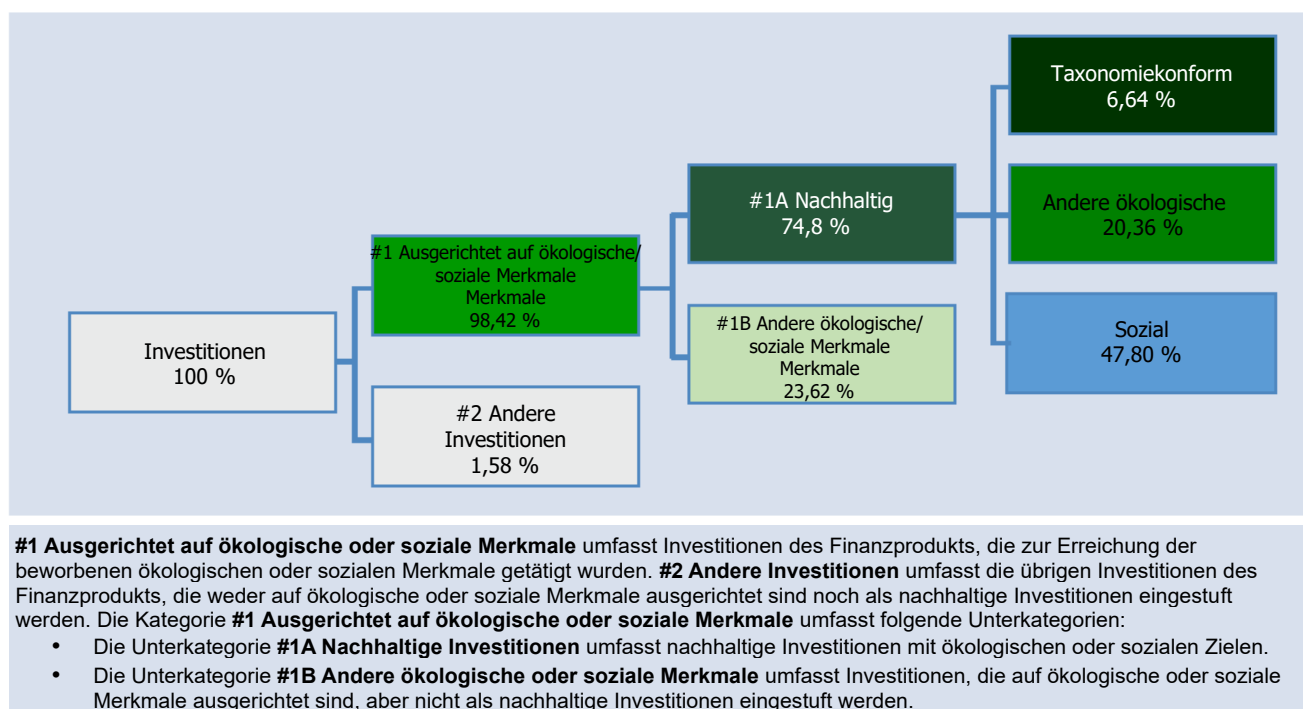 Investitionen
100 %
#1 Ausgerichtet auf ökologische/
soziale Merkmale
Merkmale
98,42 %
#2 Andere
Investitionen
1,58 %
#1A Nachhaltig
74,8 %
#1B Andere ökologische/
soziale Merkmale
Merkmale
23,62 %
Taxonomiekonform
6,64 %
Andere ökologische
20,36 %
Sozial
47,80 %
#1 Ausgerichtet auf ökologische oder soziale Merkmale umfasst Investitionen des Finanzprodukts, die zur Erreichung der
beworbenen ökologischen oder sozialen Merkmale getätigt wurden. #2 Andere Investitionen umfasst die übrigen Investitionen des
Finanzprodukts, die weder auf ökologische oder soziale Merkmale ausgerichtet sind noch als nachhaltige Investitionen eingestuft
werden. Die Kategorie #1 Ausgerichtet auf ökologische oder soziale Merkmale umfasst folgende Unterkategorien:
• Die Unterkategorie #1A Nachhaltige Investitionen umfasst nachhaltige Investitionen mit ökologischen oder sozialen Zielen.
• Die Unterkategorie #1B Andere ökologische oder soziale Merkmale umfasst Investitionen, die auf ökologische oder soziale
Merkmale ausgerichtet sind, aber nicht als nachhaltige Investitionen eingestuft werden.